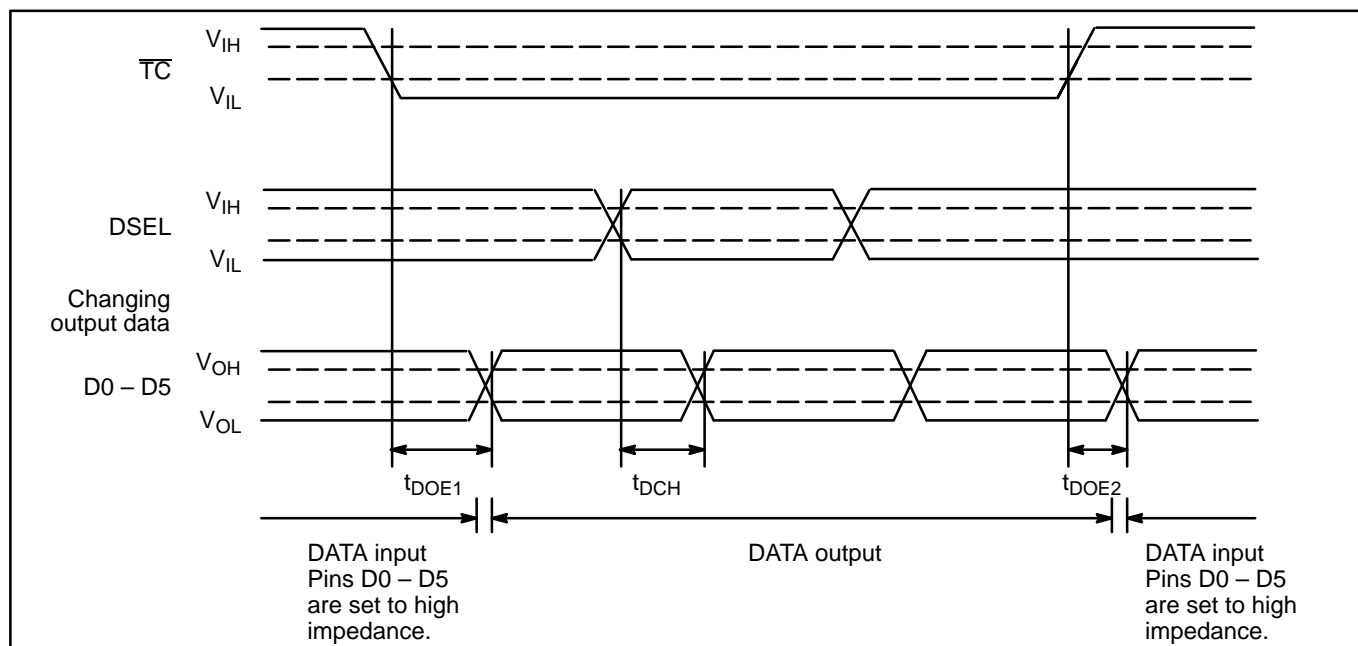 V_IH
T̅C̅
V_IL
V_IH
DSEL
V_IL
Changing
output data
V_OH
D0 – D5
V_OL
t_DOE1
t_DCH
t_DOE2
DATA input
Pins D0 – D5
are set to high
impedance.
DATA output
DATA input
Pins D0 – D5
are set to high
impedance.